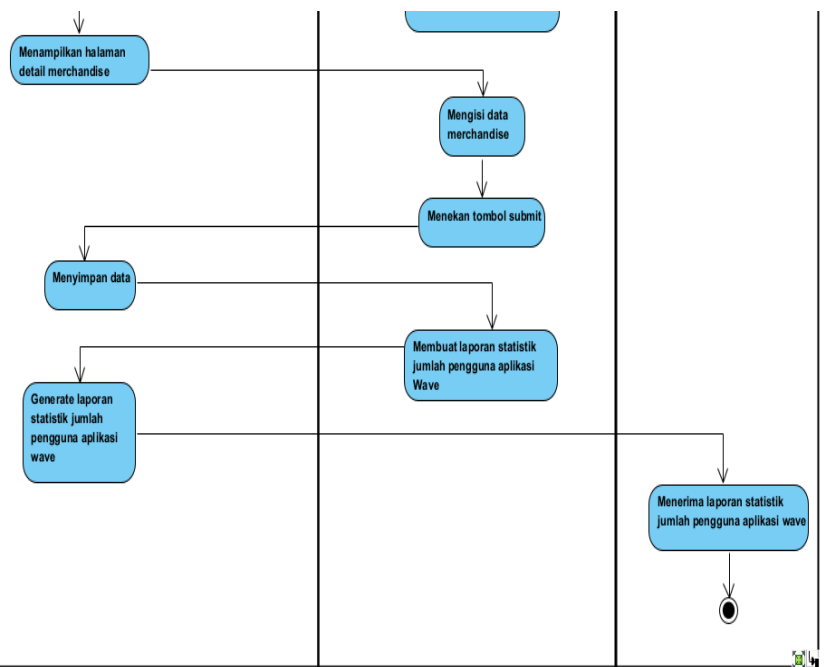 Menampilkan halaman
detail merchandise
Mengisi data
merchandise
Menekan tombol submit
Menyimpan data
Membuat laporan statistik
jumlah pengguna aplikasi
Wave
Generate laporan
statistik jumlah
pengguna aplikasi
wave
Menerima laporan statistik
jumlah pengguna aplikasi wave